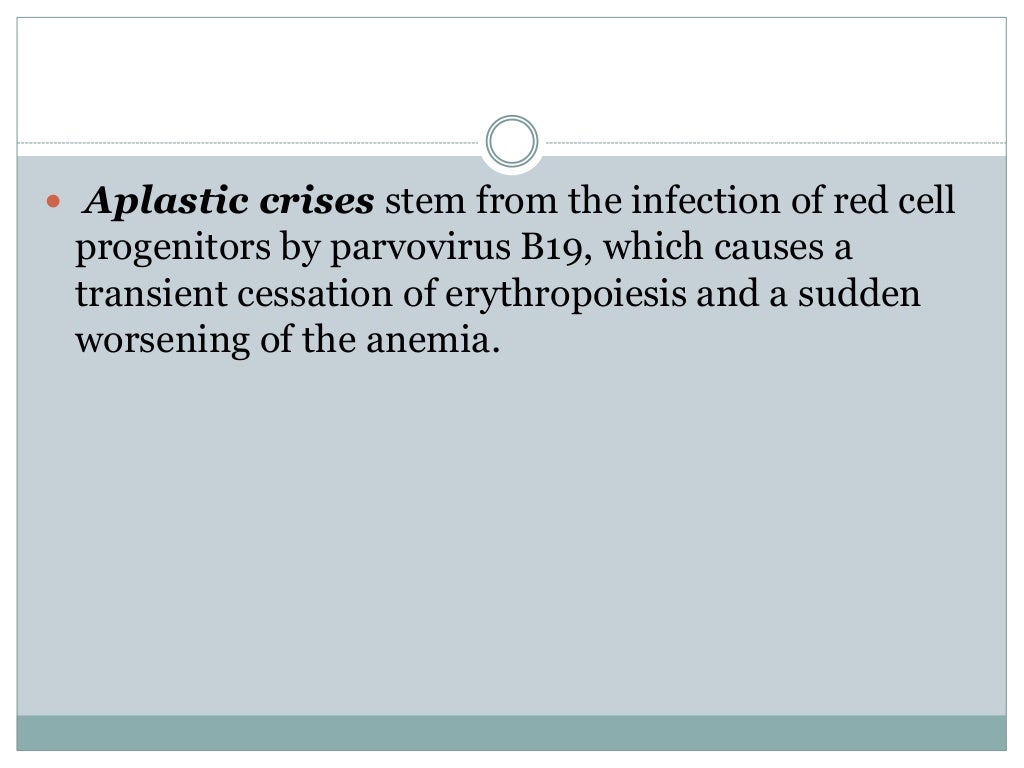 • Aplastic crises stem from the infection of red cell
progenitors by parvovirus B19, which causes a
transient cessation of erythropoiesis and a sudden
worsening of the anemia.